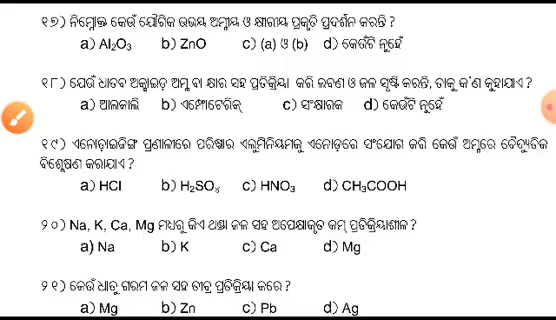 ୧୭) ନିମ୍ନୋକ୍ତ କେଉଁ ଯୌଗିକ ଉଭୟ ଅମ୍ଳୀୟ ଓ କ୍ଷାରୀୟ ପ୍ରକୃତି ପ୍ରଦର୍ଶନ କରନ୍ତି ?
a) Al₂O₃ b) ZnO C) (a) ଓ (b) d) କେଉଁଟି ନୁହେଁ
୧୮) ଯେଉଁ ଧାତବ ଅକ୍ସାଇଡ଼ ଅମ୍ଳ ବା କ୍ଷାର ସହ ପ୍ରତିକ୍ରିୟା କରି ଲବଣ ଓ ଜଳ ସୃଷ୍ଟି କରନ୍ତି, ତାକୁ କ'ଣ କୁହାଯାଏ ?
a) ଆଲକାଲି b) ଏମ୍ଫୋଟେରିକ୍ C) ସଂକ୍ଷାରକ d) କେଉଁଟି ନୁହେଁ
୧୯) ଏନୋଡ଼ାଇଜିଙ୍ଗ ପ୍ରଣାଳୀରେ ପରିଷ୍କାର ଏଲୁମିନିୟମକୁ ଏନୋଡ଼ରେ ସଂଯୋଗ କରି କେଉଁ ଅମ୍ଳରେ ବୈଦ୍ୟୁତିକ
ବିଶ୍ଳେଷଣ କରାଯାଏ ?
a) HCl b) H₂SO୪ c) HNO₃ d) CH₃COOH
୨୦) Na, K, Ca, Mg ମଧ୍ୟରୁ କିଏ ଥଣ୍ଡା ଜଳ ସହ ଅପେକ୍ଷାକୃତ କମ୍ ପ୍ରତିକ୍ରିୟାଶୀଳ ?
a) Na b) K C) Ca d) Mg
୨୧) କେଉଁ ଧାତୁ ଗରମ ଜଳ ସହ ତୀବ୍ର ପ୍ରତିକ୍ରିୟା କରେ ?
a) Mg b) Zn c) Pb d) Ag